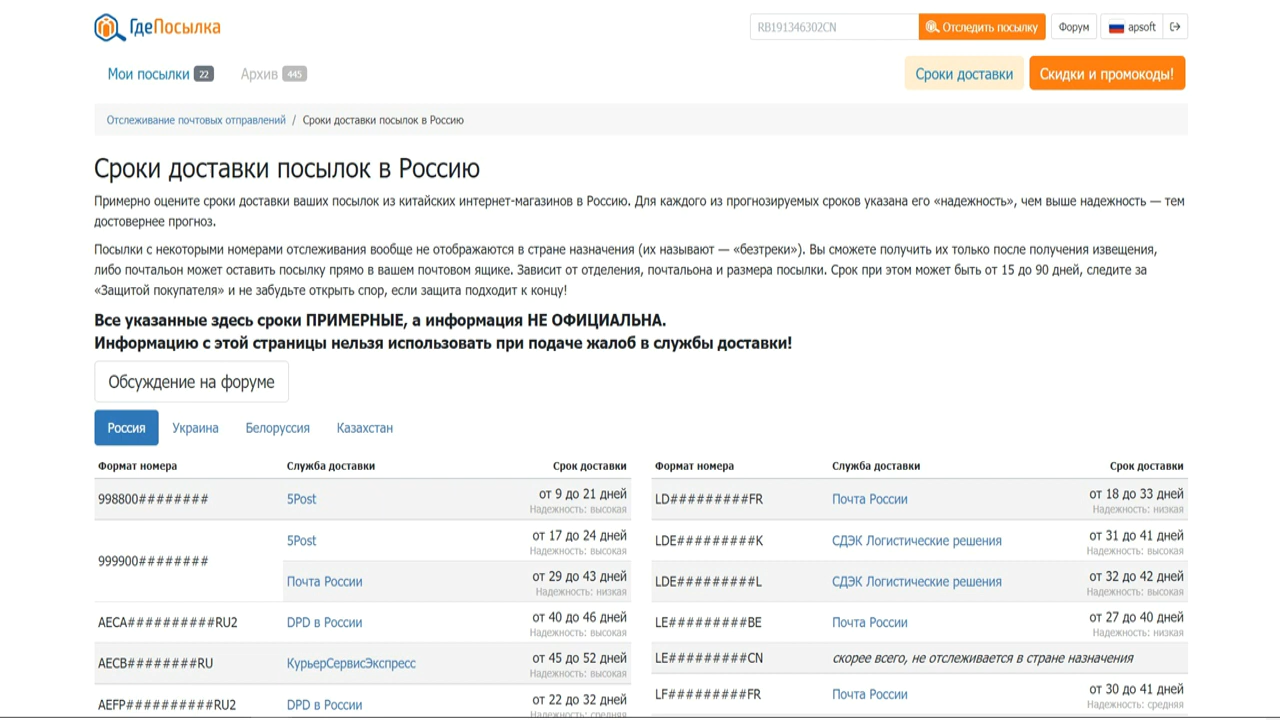 ГдеПосылка
RB191346302CN
Отследить посылку
Форум
apsoft
Мои посылки 22
Архив 445
Сроки доставки
Скидки и промокоды!
Отслеживание почтовых отправлений / Сроки доставки посылок в Россию
Сроки доставки посылок в Россию
Примерно оцените сроки доставки ваших посылок из китайских интернет-магазинов в Россию. Для каждого из прогнозируемых сроков указана его «надежность», чем выше надежность — тем
достовернее прогноз.
Посылки с некоторыми номерами отслеживания вообще не отображаются в стране назначения (их называют — «безтреки»). Вы сможете получить их только после получения извещения,
либо почтальон может оставить посылку прямо в вашем почтовом ящике. Зависит от отделения, почтальона и размера посылки. Срок при этом может быть от 15 до 90 дней, следите за
«Защитой покупателя» и не забудьте открыть спор, если защита подходит к концу!
Все указанные здесь сроки ПРИМЕРНЫЕ, а информация НЕ ОФИЦИАЛЬНА.
Информацию с этой страницы нельзя использовать при подаче жалоб в службы доставки!
Обсуждение на форуме
Россия Украина Белоруссия Казахстан
Формат номера Служба доставки Срок доставки
998800######## 5Post от 9 до 21 дней
Надежность: высокая
999900########
5Post от 17 до 24 дней
Надежность: высокая
Почта России от 29 до 43 дней
Надежность: низкая
AECA##########RU2 DPD в России от 40 до 46 дней
Надежность: высокая
AECB########RU КурьерСервисЭкспресс от 45 до 52 дней
Надежность: высокая
AEFP##########RU2 DPD в России от 22 до 32 дней
Надежность: средняя
Формат номера Служба доставки Срок доставки
LD#########FR Почта России от 18 до 33 дней
Надежность: низкая
LDE#########K СДЭК Логистические решения от 31 до 41 дней
Надежность: высокая
LDE#########L СДЭК Логистические решения от 32 до 42 дней
Надежность: высокая
LE#########BE Почта России от 27 до 40 дней
Надежность: низкая
LE#########CN скорее всего, не отслеживается в стране назначения
LF#########FR Почта России от 30 до 41 дней
Надежность: средняя